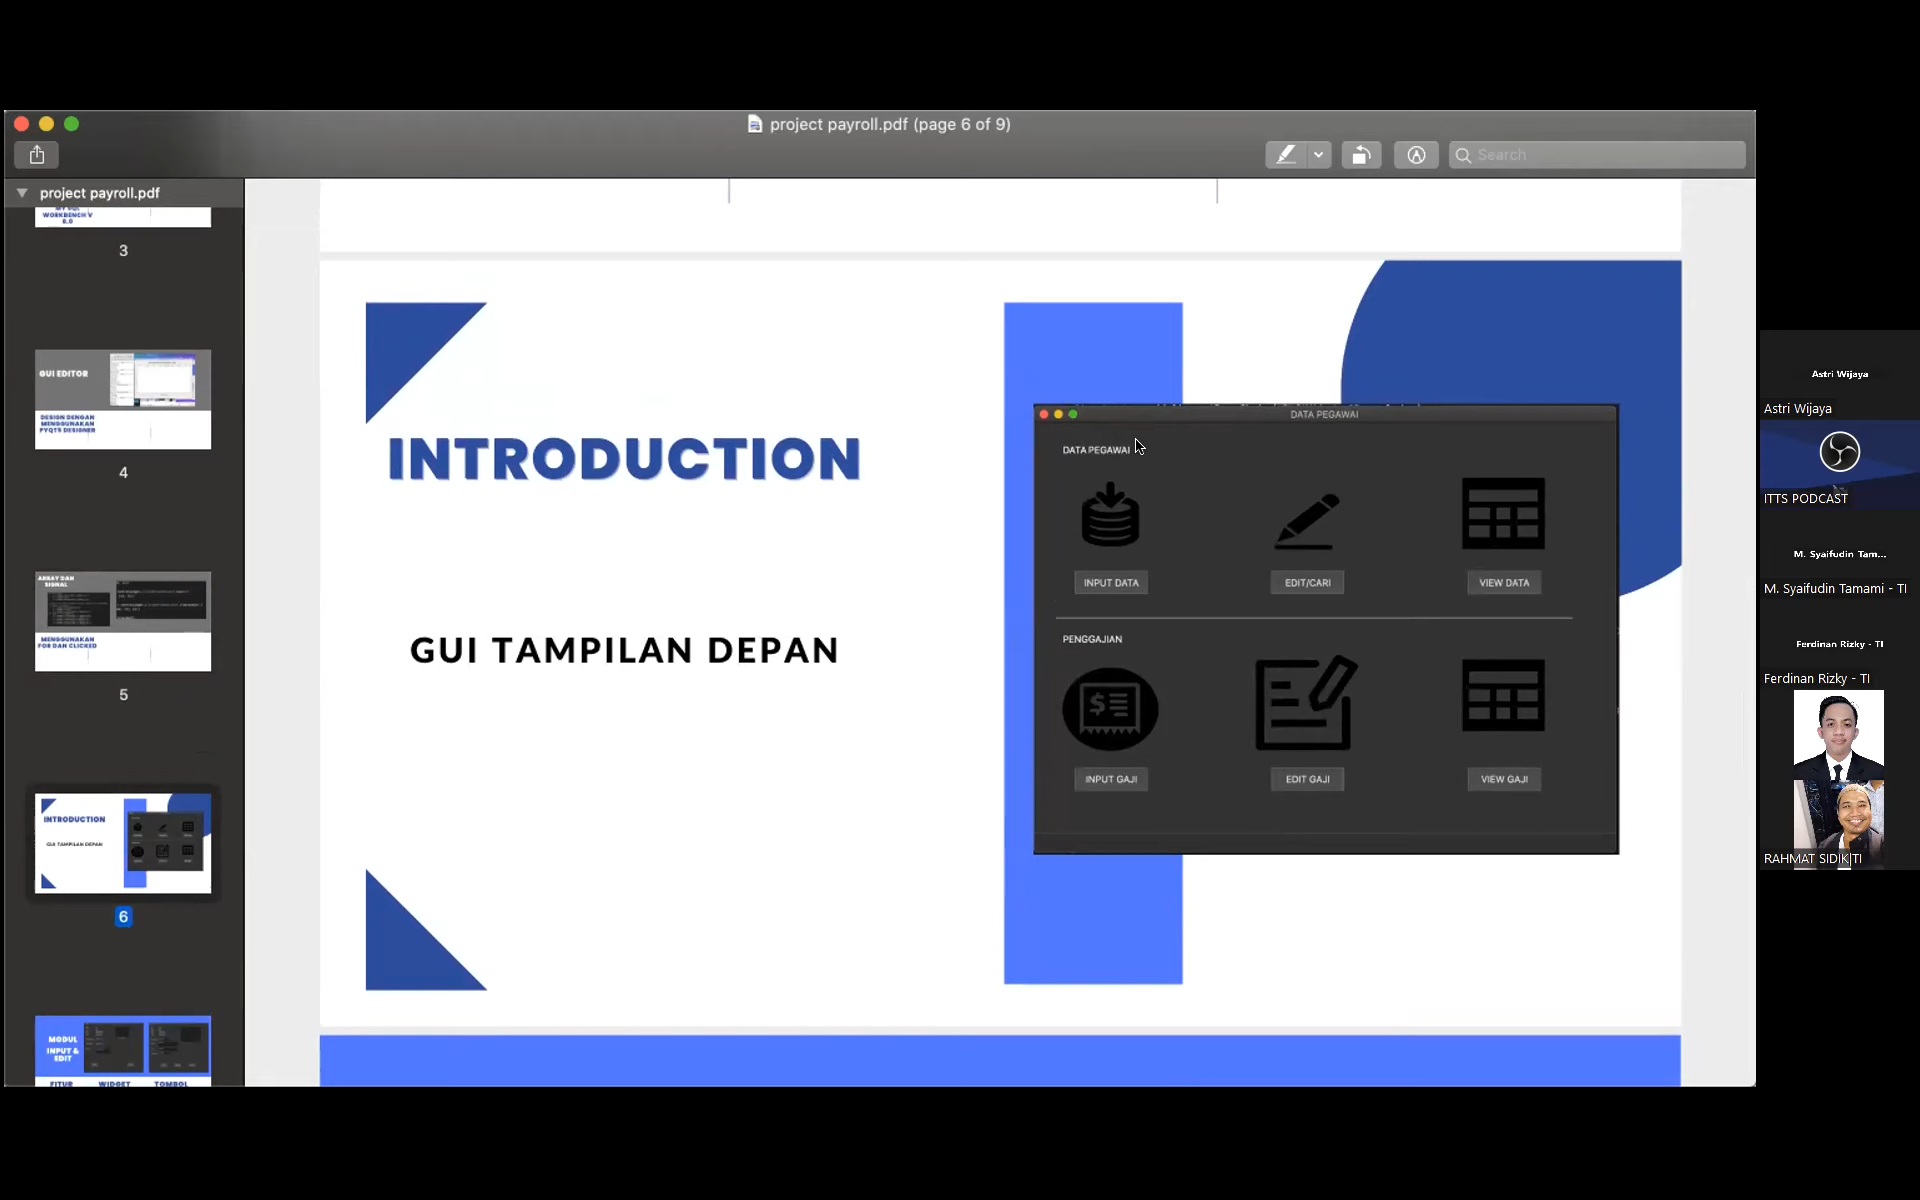 project payroll.pdf (page 6 of 9)
Search
project payroll.pdf
WORKBENCH V
8.0
3
GUI EDITOR
DESIGN DENGAN
MENGGUNAKAN
PYQT5 DESIGNER
4
ARRAY DAN
SIGNAL
MENGGUNAKAN
FOR DAN CLICKED
5
INTRODUCTION
GUI TAMPILAN DEPAN
6
MODUL
INPUT &
EDIT
FITUR WIDGET TOMBOL
INTRODUCTION
GUI TAMPILAN DEPAN
DATA PEGAWAI
DATA PEGAWAI
INPUT DATA EDIT/CARI VIEW DATA
PENGGAJIAN
INPUT GAJI EDIT GAJI VIEW GAJI
Astri Wijaya
Astri Wijaya
ITTS PODCAST
M. Syaifudin Tam...
M. Syaifudin Tamami - TI
Ferdinan Rizky - TI
Ferdinan Rizky - TI
RAHMAT SIDIK|TI